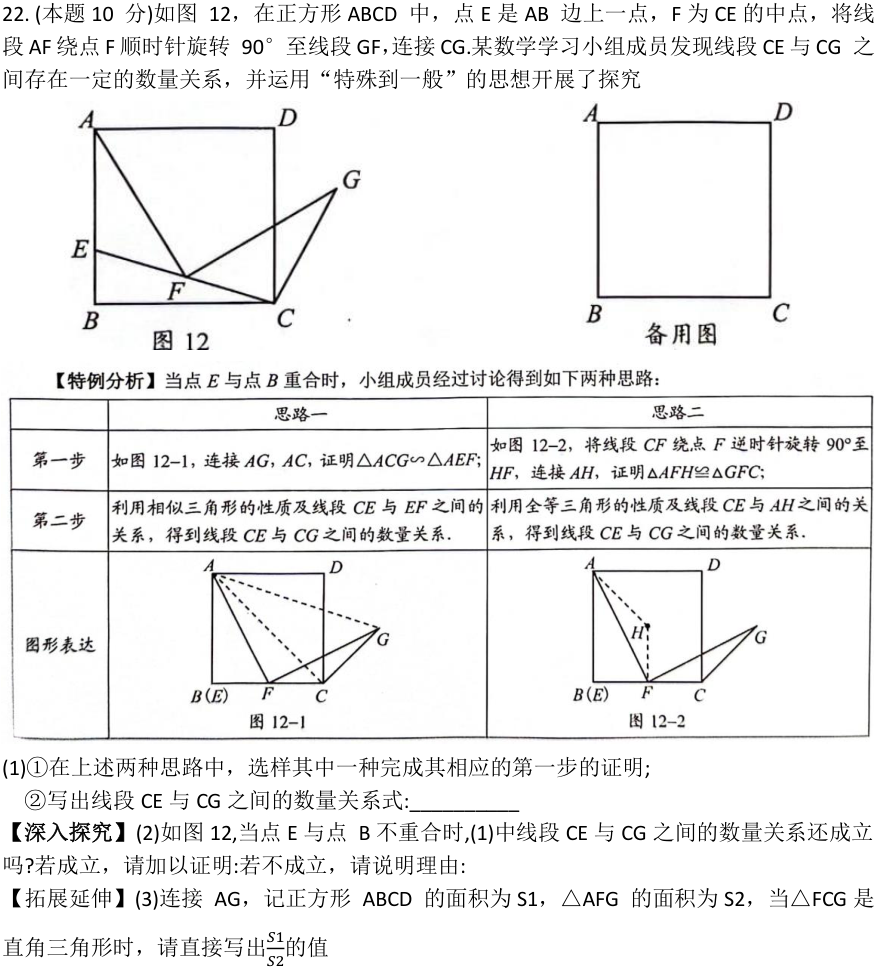 22. (本题 10 分)如图 12，在正方形 ABCD 中，点 E 是 AB 边上一点，F 为 CE 的中点，将线
段 AF 绕点 F 顺时针旋转 90°至线段 GF,连接 CG.某数学学习小组成员发现线段 CE 与 CG 之
间存在一定的数量关系，并运用“特殊到一般”的思想开展了探究
A
D
G
E
F
B
C
图 12
A
D
B
C
备用图
【特例分析】当点 E 与点 B 重合时，小组成员经过讨论得到如下两种思路：
思路一
思路二
第一步
如图 12-1，连接 AG，AC，证明△ACG∽△AEF；
如图 12-2，将线段 CF 绕点 F 逆时针旋转 90°至
HF，连接 AH，证明△AFH≌△GFC；
第二步
利用相似三角形的性质及线段 CE 与 EF 之间的
关系，得到线段 CE 与 CG 之间的数量关系.
利用全等三角形的性质及线段 CE 与 AH 之间的关
系，得到线段 CE 与 CG 之间的数量关系.
图形表达
A
D
G
B(E)
F
C
图 12-1
A
D
H
G
B(E)
F
C
图 12-2
(1)①在上述两种思路中，选样其中一种完成其相应的第一步的证明;
②写出线段 CE 与 CG 之间的数量关系式:__________
【深入探究】(2)如图 12,当点 E 与点 B 不重合时,(1)中线段 CE 与 CG 之间的数量关系还成立
吗?若成立，请加以证明:若不成立，请说明理由:
【拓展延伸】(3)连接 AG，记正方形 ABCD 的面积为 S1，△AFG 的面积为 S2，当△FCG 是
直角三角形时，请直接写出S1/S2的值